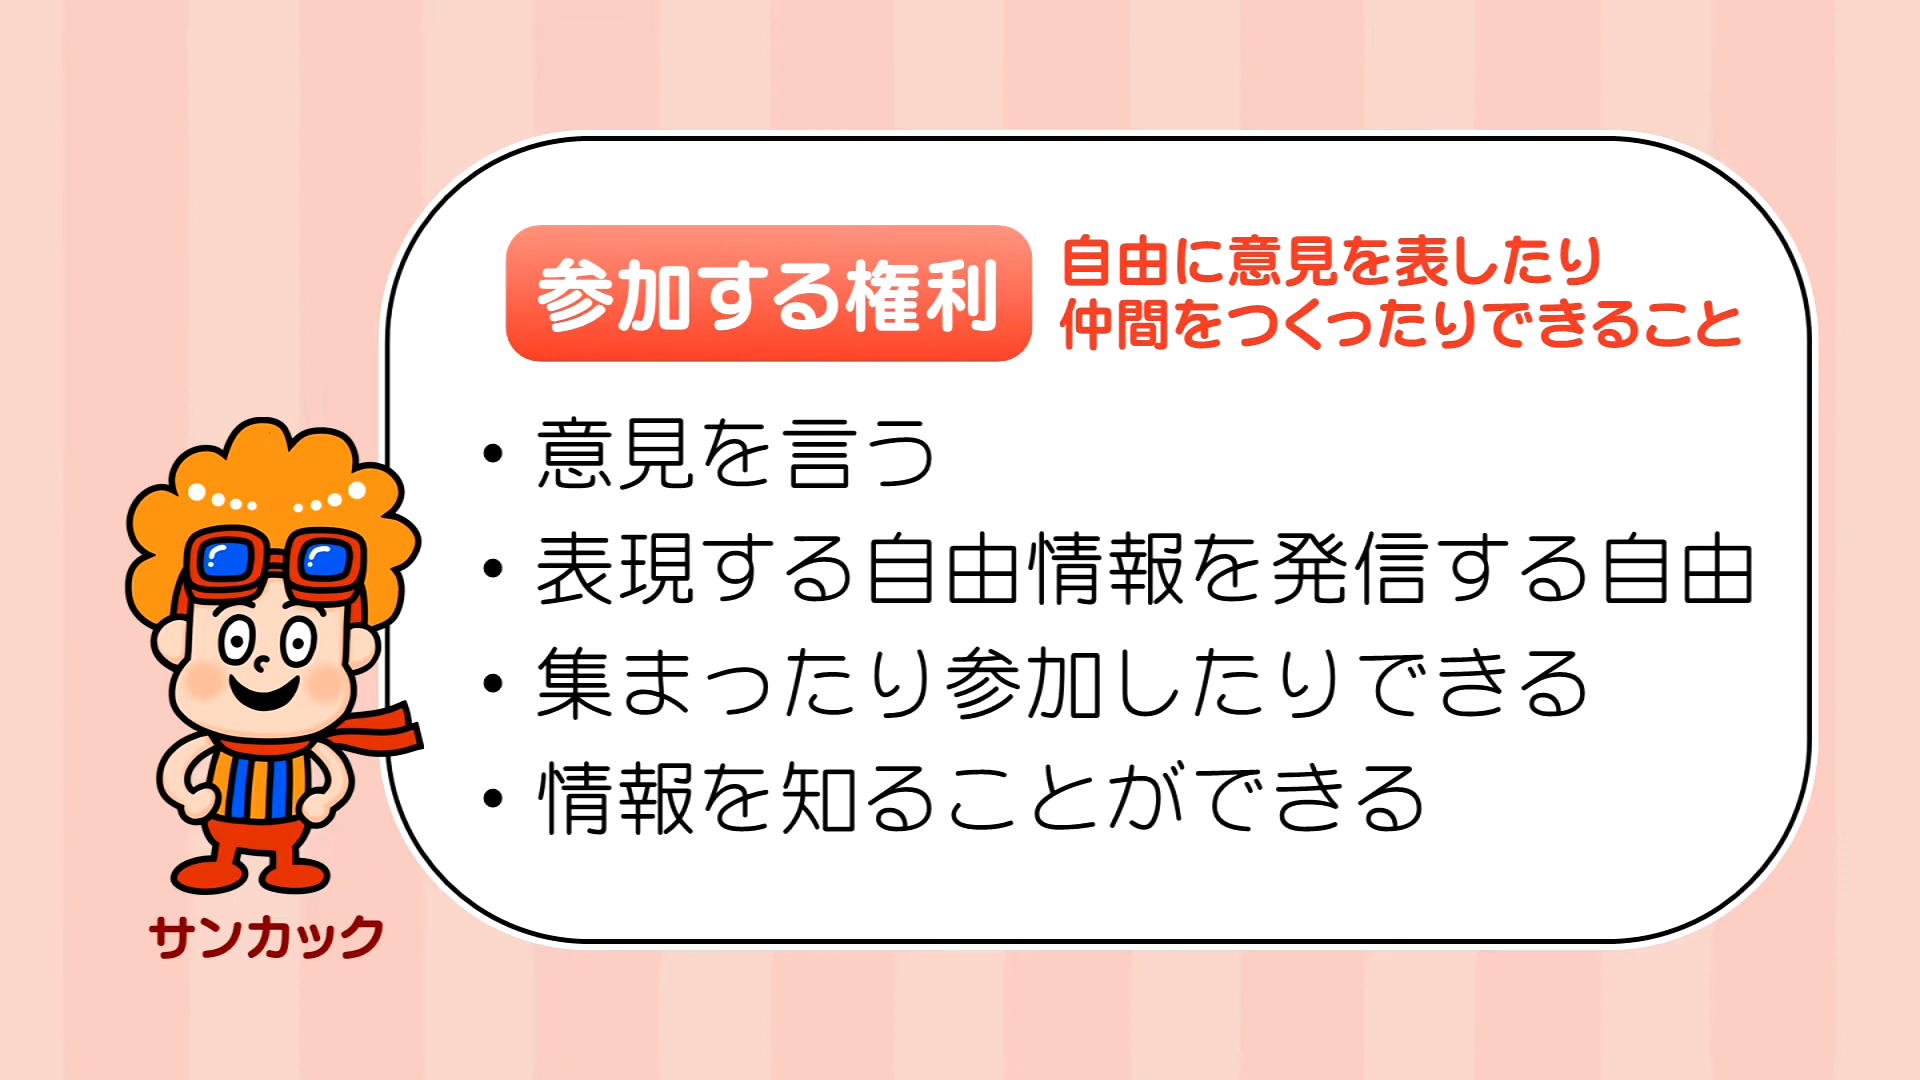 参加する権利
自由に意見を表したり
仲間をつくったりできること
・意見を言う
・表現する自由情報を発信する自由
・集まったり参加したりできる
・情報を知ることができる
サンカック